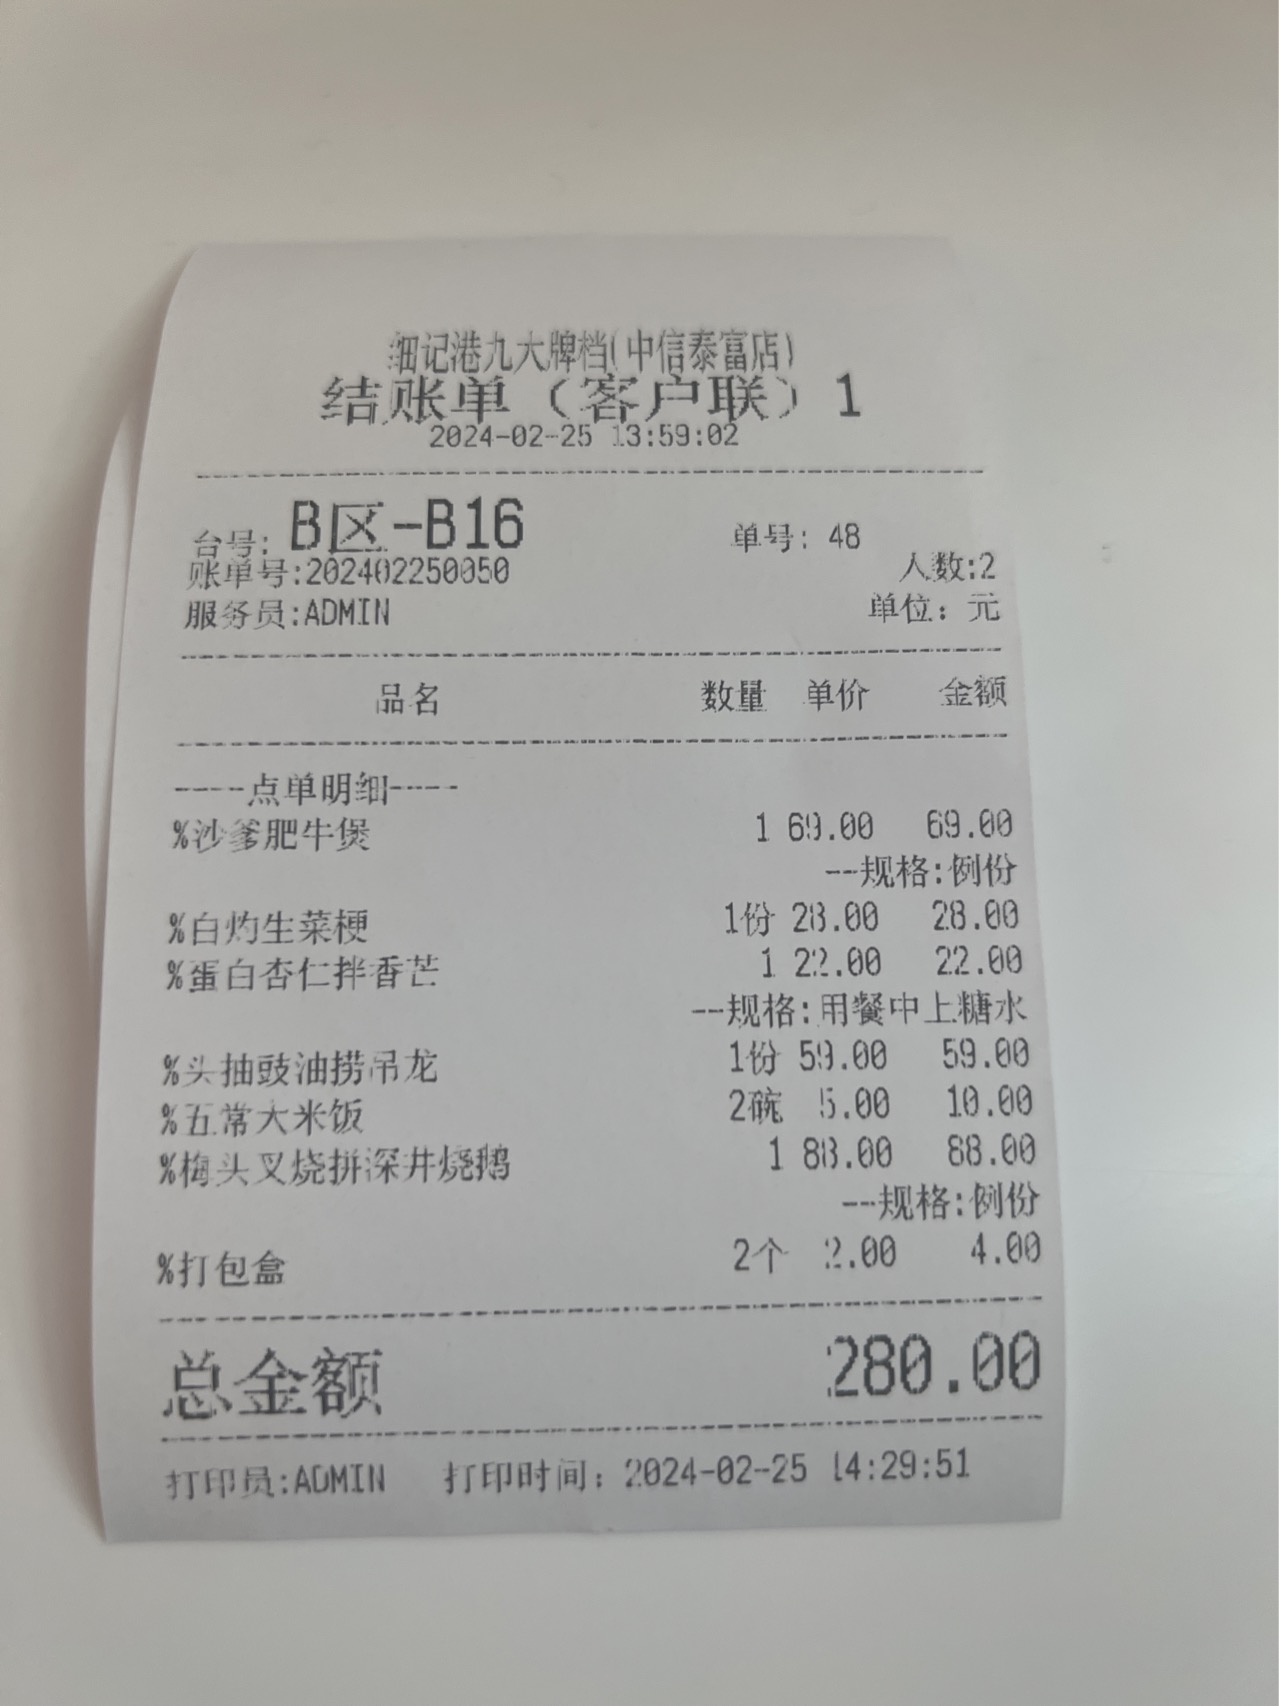 细记港九大牌档(中信泰富店)
结账单（客户联）1
2024-02-25 13:59:02
台号: B区-B16 单号: 48
账单号:202402250050 人数:2
服务员:ADMIN 单位: 元
品名 数量 单价 金额
----点单明细----
%沙爹肥牛煲 1 69.00 69.00
--规格:例份
%白灼生菜梗 1份 28.00 28.00
%蛋白杏仁拌香芒 1 22.00 22.00
--规格:用餐中上糖水
%头抽豉油捞吊龙 1份 59.00 59.00
%五常大米饭 2碗 5.00 10.00
%梅头叉烧拼深井烧鹅 1 88.00 88.00
--规格:例份
%打包盒 2个 2.00 4.00
总金额 280.00
打印员:ADMIN 打印时间: 2024-02-25 14:29:51